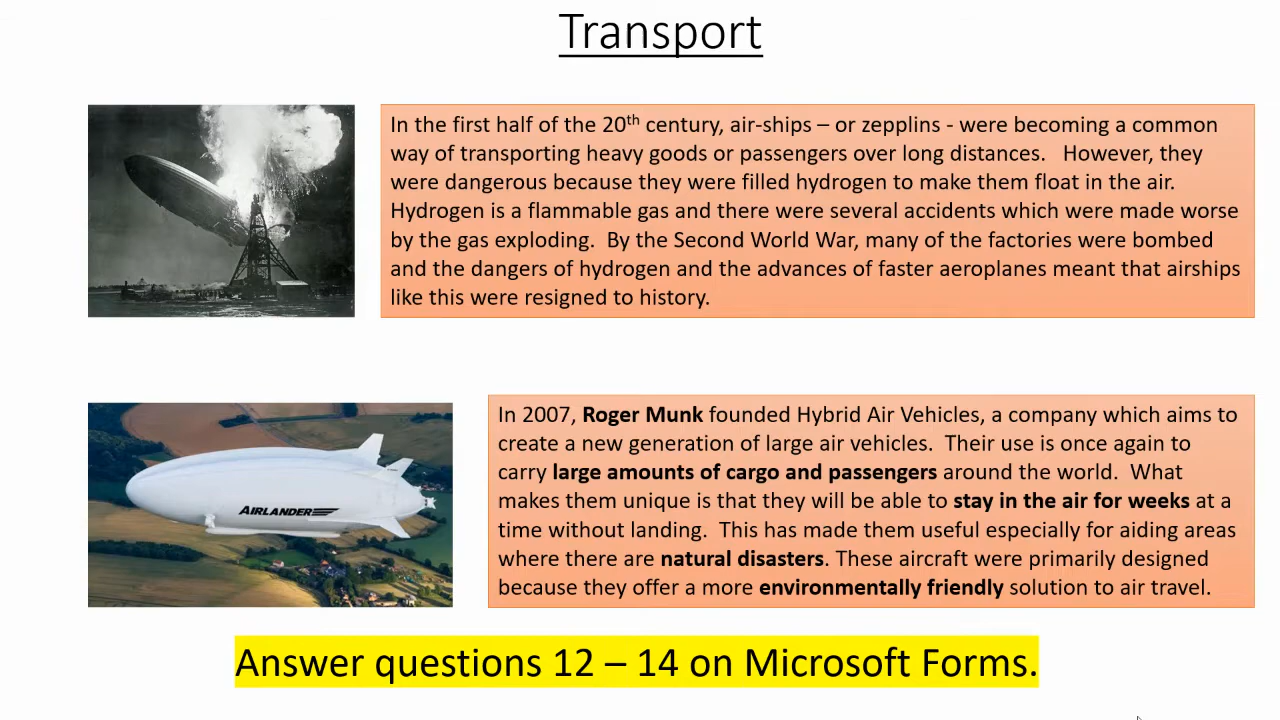 Transport
In the first half of the 20th century, air-ships – or zepplins - were becoming a common
way of transporting heavy goods or passengers over long distances. However, they
were dangerous because they were filled hydrogen to make them float in the air.
Hydrogen is a flammable gas and there were several accidents which were made worse
by the gas exploding. By the Second World War, many of the factories were bombed
and the dangers of hydrogen and the advances of faster aeroplanes meant that airships
like this were resigned to history.
In 2007, Roger Munk founded Hybrid Air Vehicles, a company which aims to
create a new generation of large air vehicles. Their use is once again to
carry large amounts of cargo and passengers around the world. What
makes them unique is that they will be able to stay in the air for weeks at a
time without landing. This has made them useful especially for aiding areas
where there are natural disasters. These aircraft were primarily designed
because they offer a more environmentally friendly solution to air travel.
AIRLANDER
Answer questions 12 – 14 on Microsoft Forms.